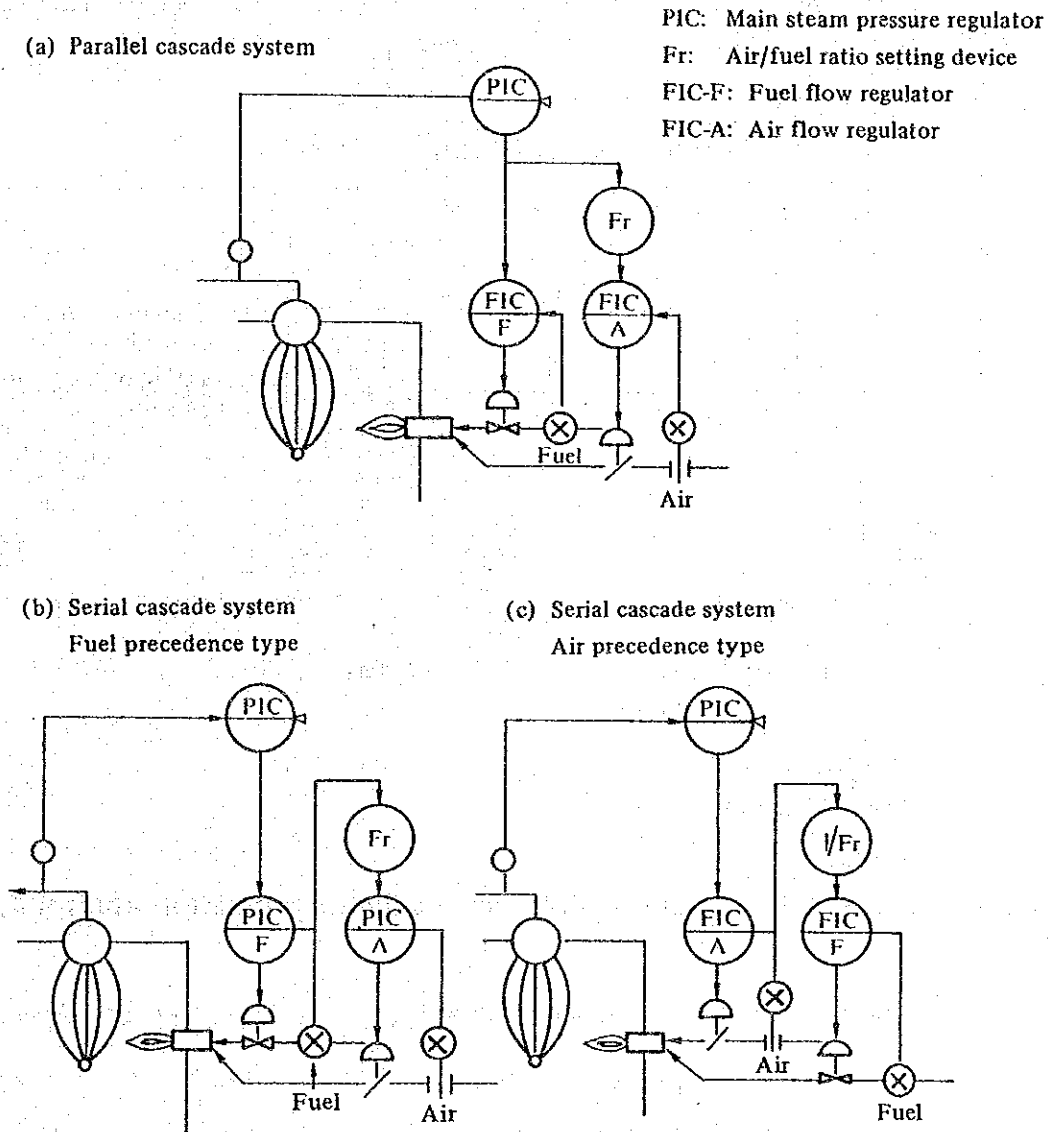 PIC: Main steam pressure regulator
Fr: Air/fuel ratio setting device
FIC-F: Fuel flow regulator
FIC-A: Air flow regulator
(a) Parallel cascade system
PIC
Fr
FIC
F
FIC
A
Fuel
Air
(b) Serial cascade system
Fuel precedence type
PIC
Fr
PIC
F
PIC
A
Fuel
Air
(c) Serial cascade system
Air precedence type
PIC
1/Fr
FIC
A
FIC
F
Air
Fuel